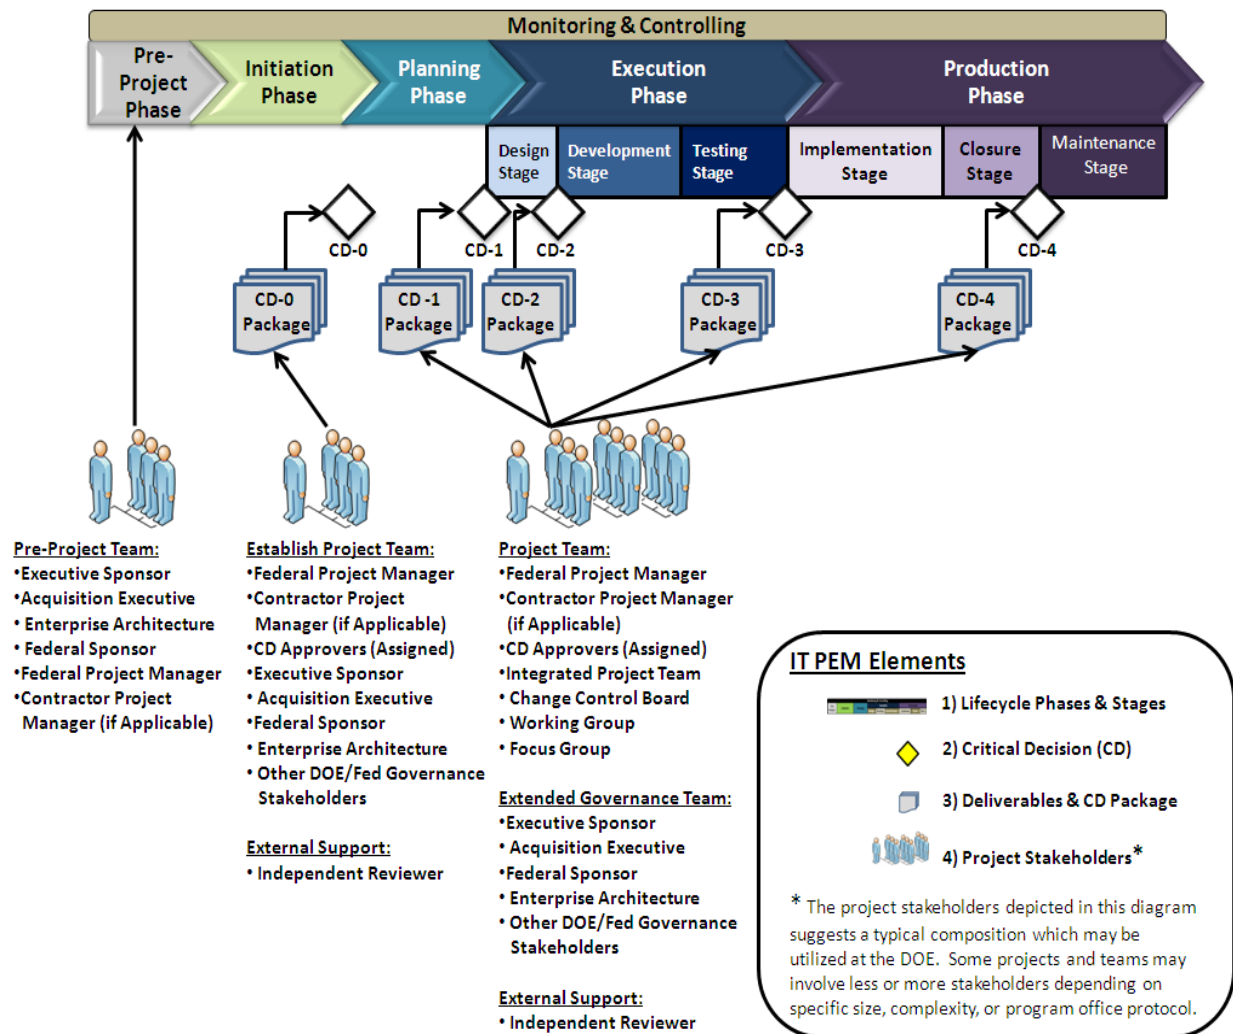 Monitoring & Controlling
Pre-
Project
Phase
Initiation
Phase
Planning
Phase
Execution
Phase
Production
Phase
Design
Stage
Development
Stage
Testing
Stage
Implementation
Stage
Closure
Stage
Maintenance
Stage
CD-0
CD-1
CD-2
CD-3
CD-4
CD-0
Package
CD -1
Package
CD-2
Package
CD-3
Package
CD-4
Package
Pre-Project Team:
•Executive Sponsor
•Acquisition Executive
• Enterprise Architecture
• Federal Sponsor
•Federal Project Manager
•Contractor Project
Manager (if Applicable)
Establish Project Team:
•Federal Project Manager
•Contractor Project
Manager (if Applicable)
•CD Approvers (Assigned)
•Executive Sponsor
• Acquisition Executive
•Federal Sponsor
• Enterprise Architecture
• Other DOE/Fed Governance
Stakeholders
External Support:
• Independent Reviewer
Project Team:
•Federal Project Manager
•Contractor Project Manager
(if Applicable)
•CD Approvers (Assigned)
•Integrated Project Team
• Change Control Board
• Working Group
• Focus Group
Extended Governance Team:
•Executive Sponsor
• Acquisition Executive
•Federal Sponsor
• Enterprise Architecture
• Other DOE/Fed Governance
Stakeholders
External Support:
• Independent Reviewer
IT PEM Elements
1) Lifecycle Phases & Stages
2) Critical Decision (CD)
3) Deliverables & CD Package
4) Project Stakeholders*
* The project stakeholders depicted in this diagram
suggests a typical composition which may be
utilized at the DOE. Some projects and teams may
involve less or more stakeholders depending on
specific size, complexity, or program office protocol.